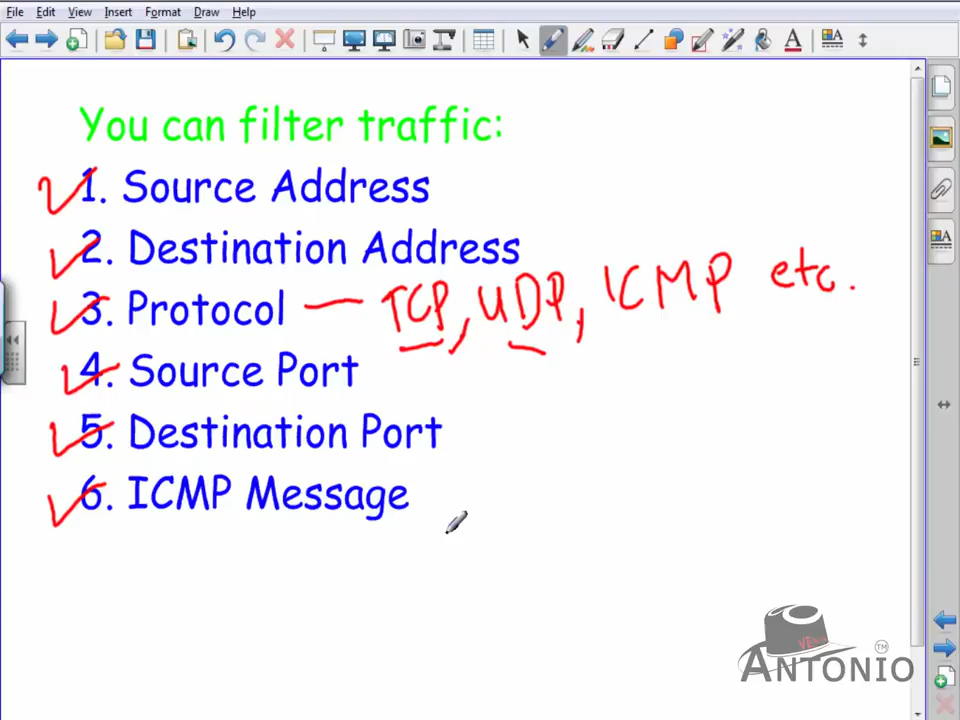 File Edit View Insert Format Draw Help
You can filter traffic:
1. Source Address
2. Destination Address
3. Protocol — TCP, UDP, ICMP etc.
4. Source Port
5. Destination Port
6. ICMP Message
ANTONIO TM